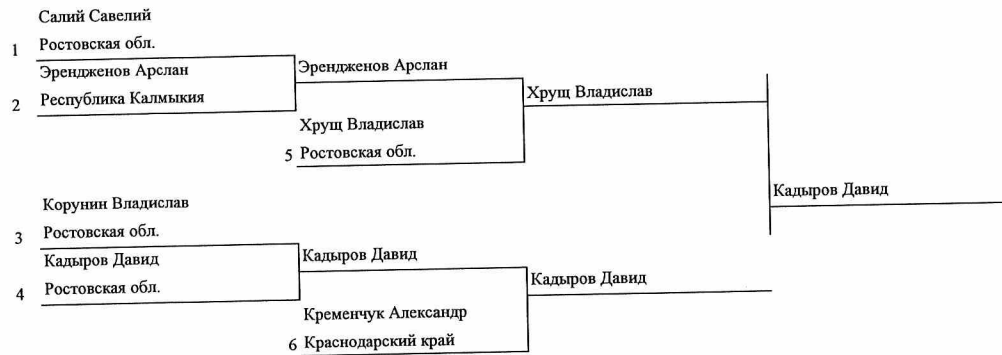 Салий Савелий
1 Ростовская обл.
Эрендженов Арслан
Эрендженов Арслан
2 Республика Калмыкия
Хрущ Владислав
Хрущ Владислав
5 Ростовская обл.
Кадыров Давид
Корунин Владислав
3 Ростовская обл.
Кадыров Давид
Кадыров Давид
4 Ростовская обл.
Кадыров Давид
Кременчук Александр
6 Краснодарский край